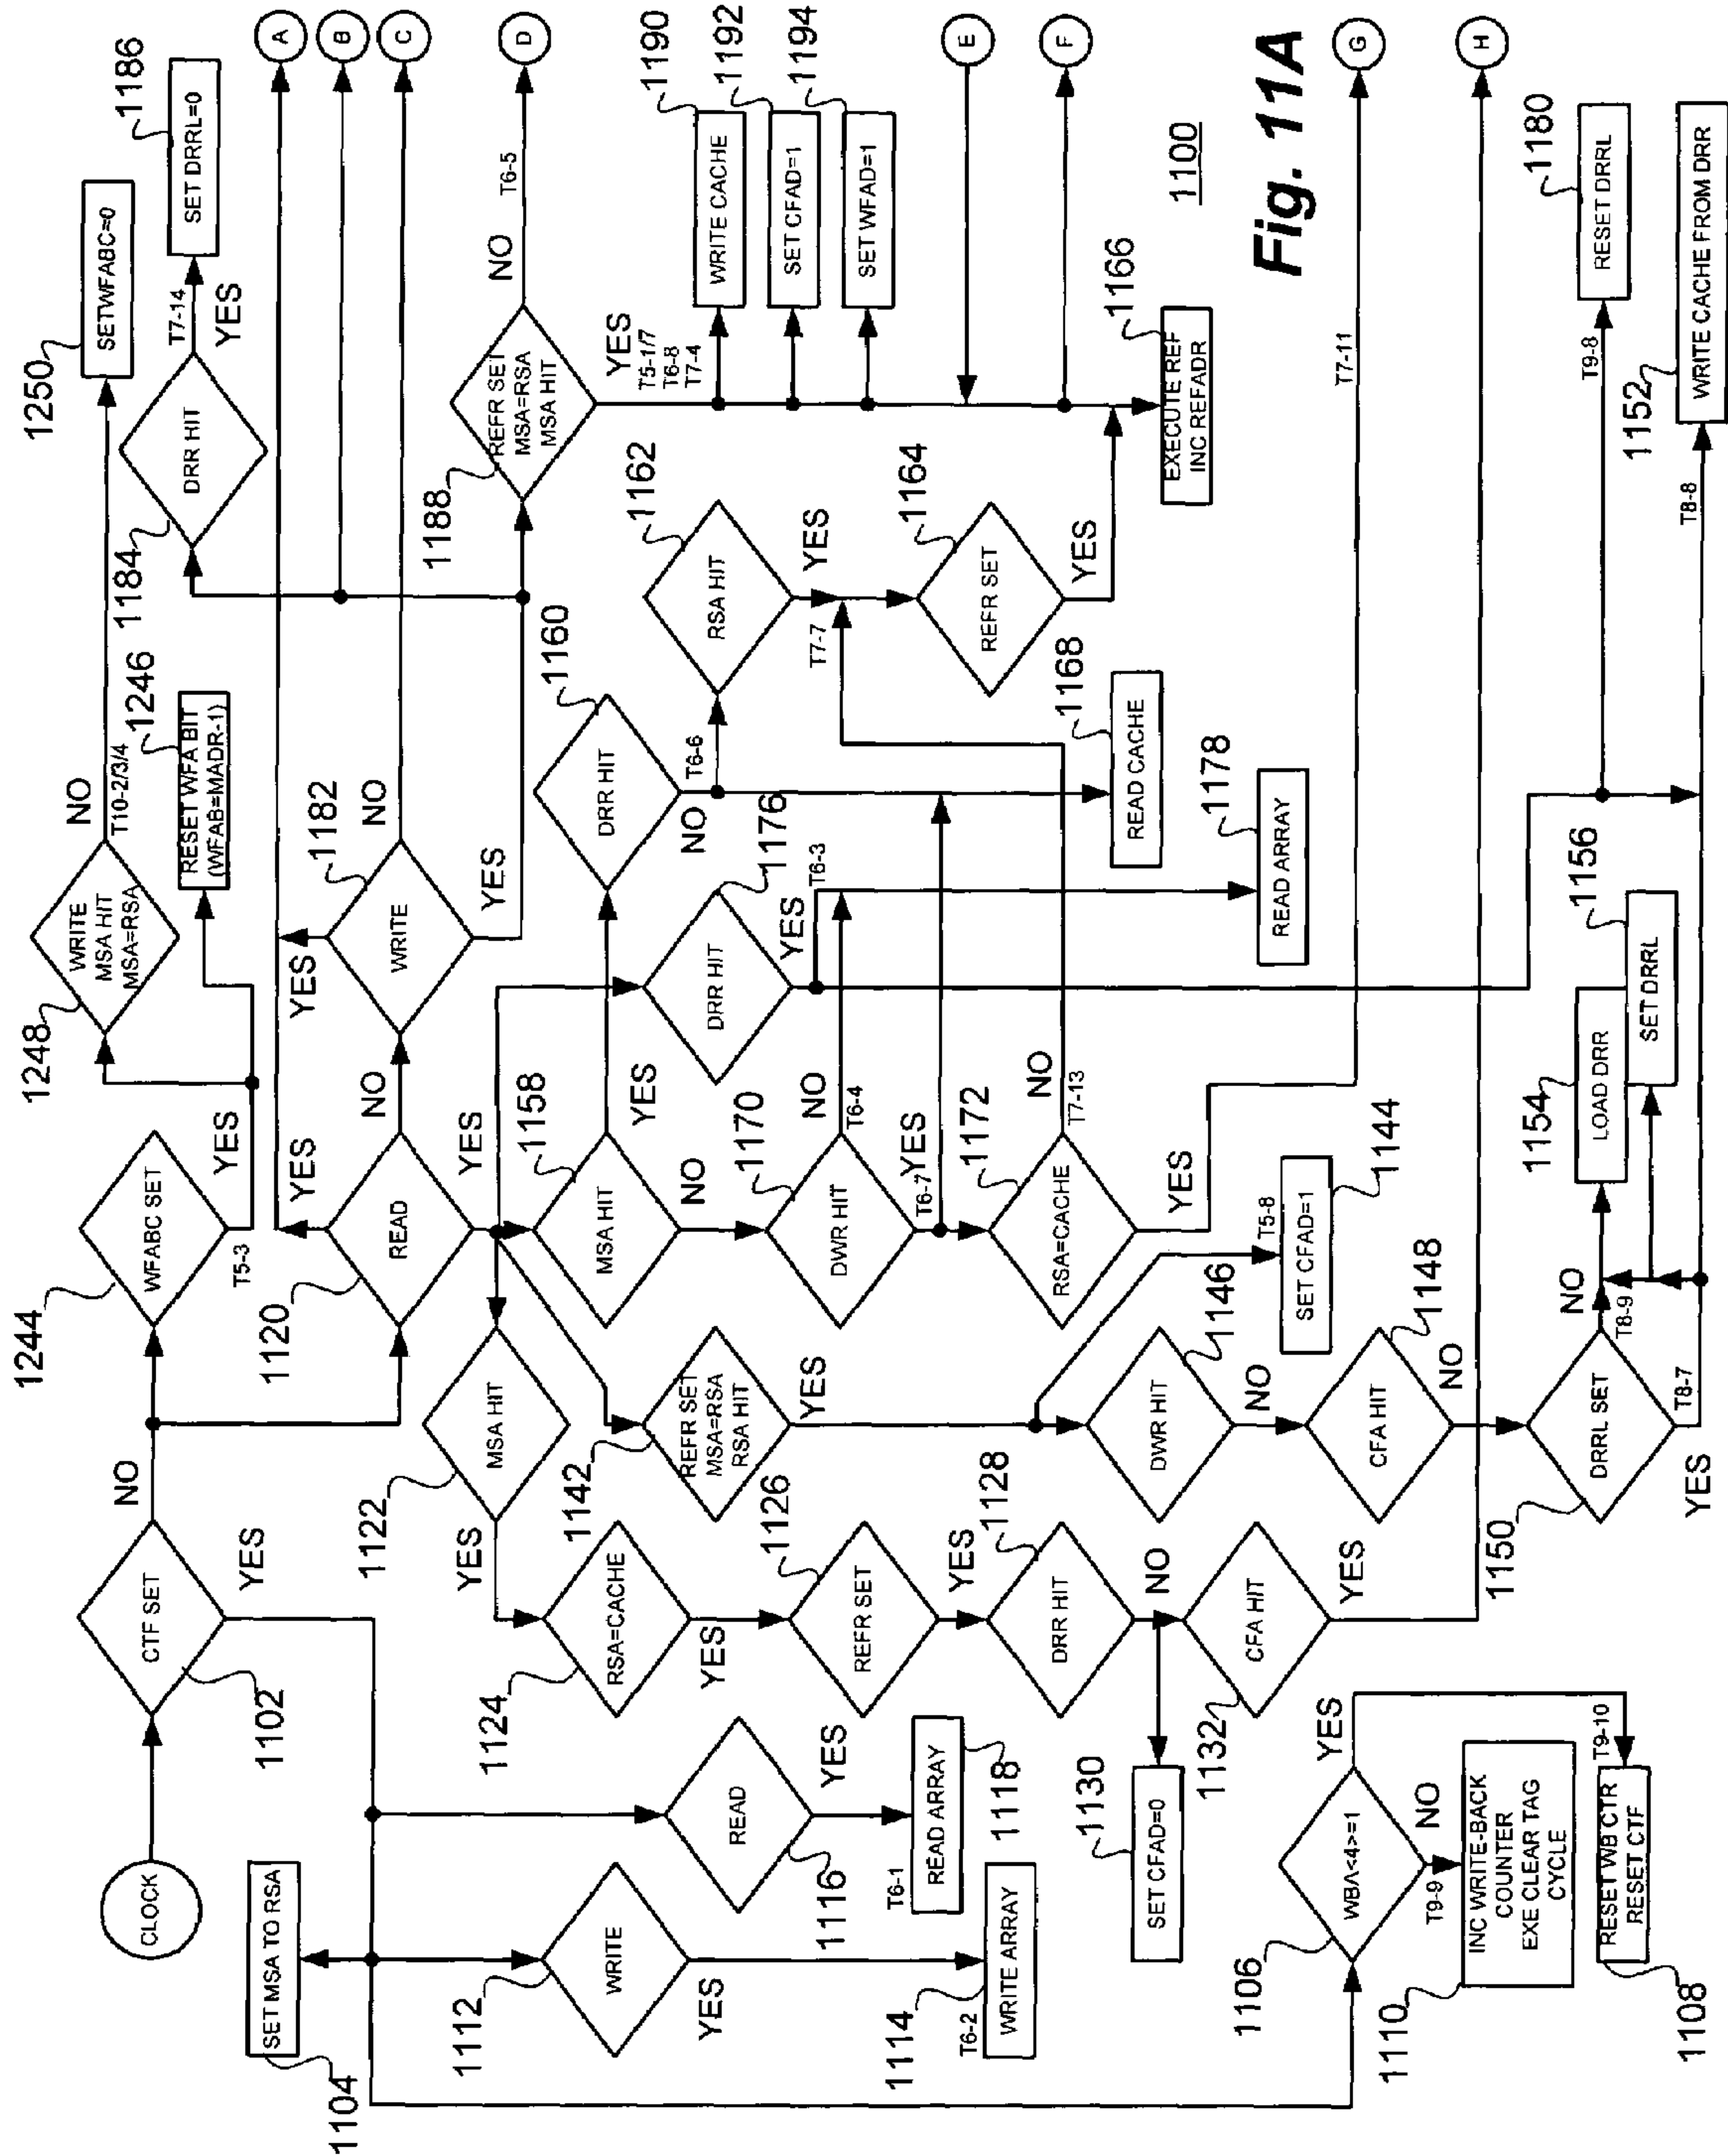 1244
1248
1250
1246
1184
1186
CTF SET
NO
YES
1102
CLOCK
WFABC SET
YES
T5-3
WRITE
MSA HIT
MSA=RSA
NO
T10-2/3/4
SETWFABC=0
RESET WFA BIT
(WFAB=MADR-1)
DRR HIT
T7-14
YES
SET DRRL=0
A
B
C
D
1120
READ
YES
NO
YES
1182
WRITE
YES
NO
YES
1188
REFR SET
MSA=RSA
MSA HIT
NO
T6-5
YES
T5-1/7
T6-8
T7-4
1190
WRITE CACHE
1192
SET CFAD=1
1194
SET WFAD=1
E
F
1166
EXECUTE REF
INC REFADR
1104
SET MSA TO RSA
1112
WRITE
YES
1114
T6-2
WRITE ARRAY
READ
1116
YES
T6-1
READ ARRAY
1118
1122
MSA HIT
YES
1124
RSA=CACHE
YES
1126
REFR SET
YES
1128
DRR HIT
NO
1130
SET CFAD=0
1132
CFA HIT
YES
1142
REFR SET
MSA=RSA
RSA HIT
YES
T5-8
SET CFAD=1
1144
1146
DWR HIT
NO
1148
CFA HIT
NO
1150
DRRL SET
NO
T8-9
YES
T8-7
1154
LOAD DRR
1156
SET DRRL
1158
MSA HIT
YES
NO
1160
DRR HIT
NO
T6-6
1162
RSA HIT
YES
T7-7
1164
REFR SET
YES
1168
READ CACHE
1170
DWR HIT
NO
T6-4
T6-7
YES
1172
RSA=CACHE
NO
T7-13
YES
1176
DRR HIT
YES
T6-3
1178
READ ARRAY
T7-11
G
H
1106
WBA<4>=1
YES
NO
T9-9
T9-10
1110
INC WRITE-BACK
COUNTER
EXE CLEAR TAG
CYCLE
RESET WB CTR
RESET CTF
1108
T9-8
RESET DRRL
1180
T8-8
1152
WRITE CACHE FROM DRR
1100
Fig. 11A